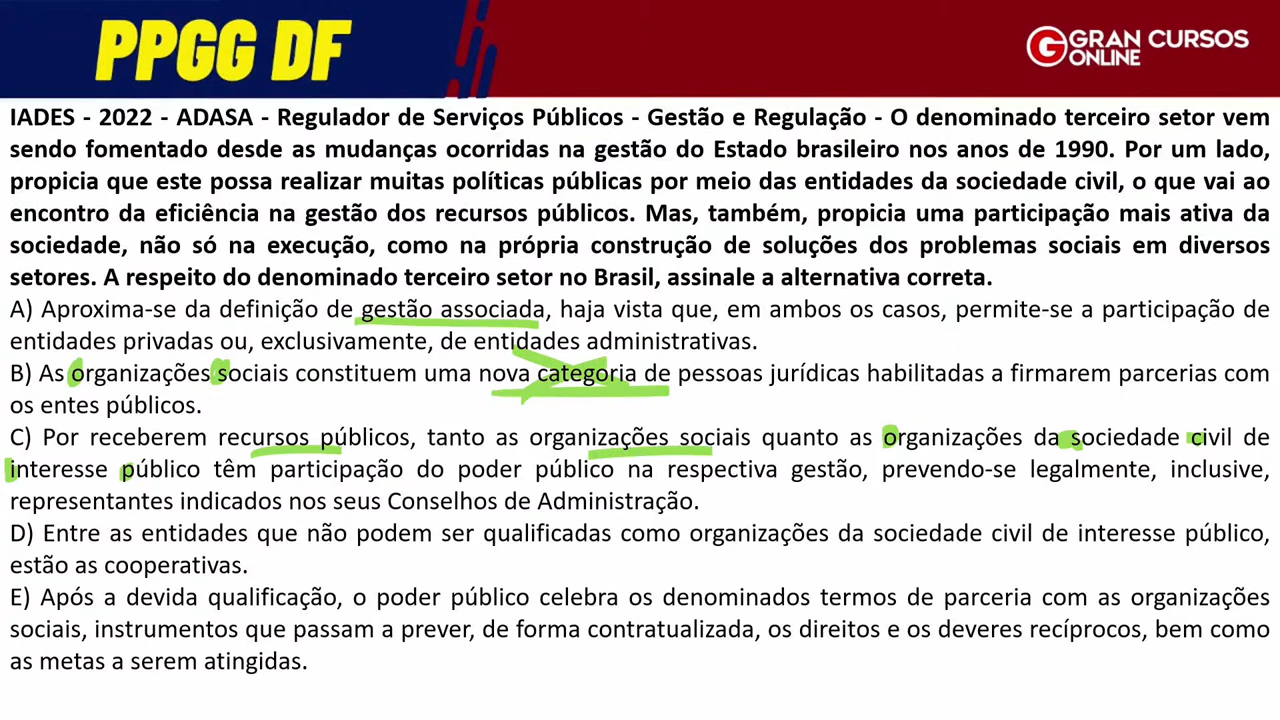 PPGG DF
GRAN CURSOS
ONLINE
IADES - 2022 - ADASA - Regulador de Serviços Públicos - Gestão e Regulação - O denominado terceiro setor vem
sendo fomentado desde as mudanças ocorridas na gestão do Estado brasileiro nos anos de 1990. Por um lado,
propicia que este possa realizar muitas políticas públicas por meio das entidades da sociedade civil, o que vai ao
encontro da eficiência na gestão dos recursos públicos. Mas, também, propicia uma participação mais ativa da
sociedade, não só na execução, como na própria construção de soluções dos problemas sociais em diversos
setores. A respeito do denominado terceiro setor no Brasil, assinale a alternativa correta.
A) Aproxima-se da definição de gestão associada, haja vista que, em ambos os casos, permite-se a participação de
entidades privadas ou, exclusivamente, de entidades administrativas.
B) As organizações sociais constituem uma nova categoria de pessoas jurídicas habilitadas a firmarem parcerias com
os entes públicos.
C) Por receberem recursos públicos, tanto as organizações sociais quanto as organizações da sociedade civil de
interesse público têm participação do poder público na respectiva gestão, prevendo-se legalmente, inclusive,
representantes indicados nos seus Conselhos de Administração.
D) Entre as entidades que não podem ser qualificadas como organizações da sociedade civil de interesse público,
estão as cooperativas.
E) Após a devida qualificação, o poder público celebra os denominados termos de parceria com as organizações
sociais, instrumentos que passam a prever, de forma contratualizada, os direitos e os deveres recíprocos, bem como
as metas a serem atingidas.